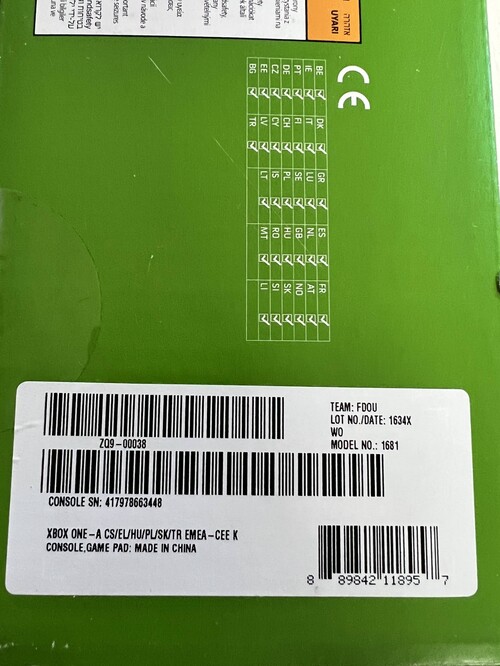 אזהרה
UYARI
CE
BE ☑ DK ☑ GR ☑ ES ☑ FR ☑
IE ☑ IT ☑ LU ☑ NL ☑ AT ☑
PT ☑ FI ☑ SE ☑ GB ☑ NO ☑
DE ☑ CH ☑ PL ☑ HU ☑ SK ☑
CZ ☑ CY ☑ IS ☑ RO ☑ SI ☑
EE ☑ LV ☑ LT ☑ MT ☑ LI ☑
BG ☑ TR ☑
ZQ9-00038
TEAM: FDOU
LOT NO./DATE: 1634X
WO
MODEL NO.: 1681
CONSOLE SN: 417978663448
XBOX ONE-A CS/EL/HU/PL/SK/TR EMEA-CEE K
CONSOLE,GAME PAD: MADE IN CHINA
8 89842 11895 7